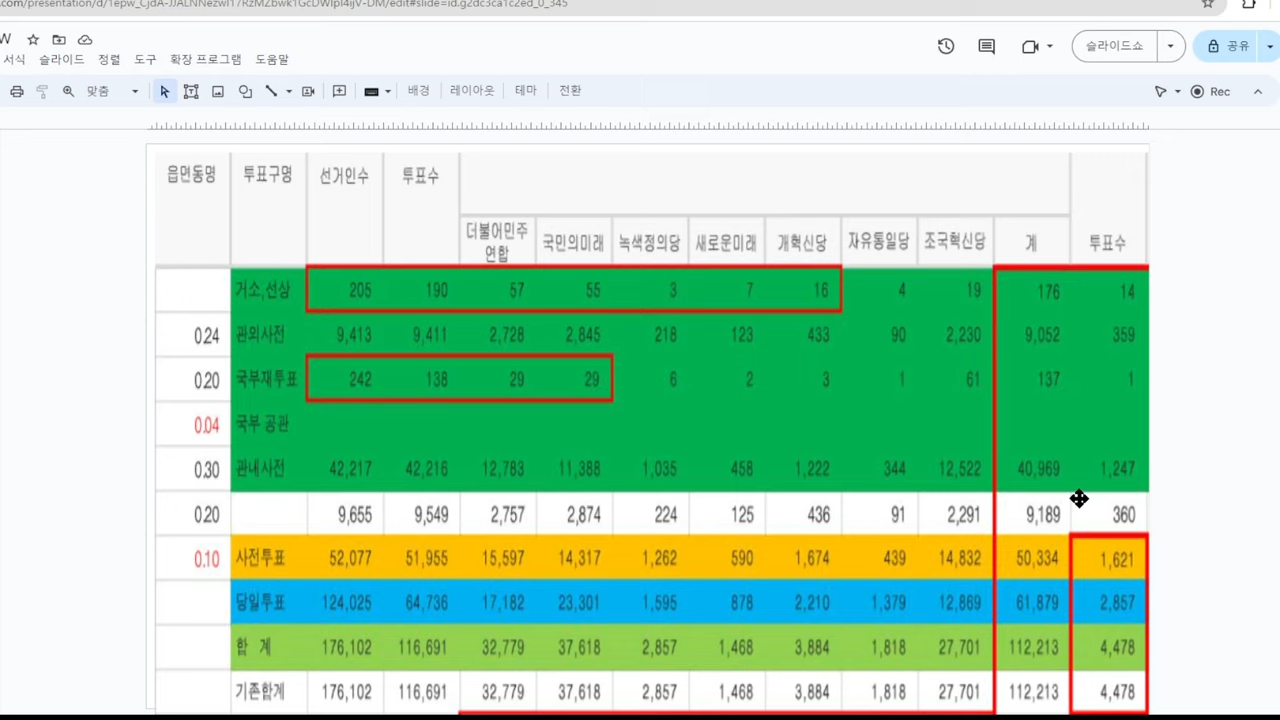 com/presentation/d/1epw_CjdA-JJALNNezwI17RzMZbwk1GcDWIpI4ijV-DM/edit#slide=id.g2dc3ca1c2ed_0_345
W
서식 슬라이드 정렬 도구 확장 프로그램 도움말
슬라이드쇼 공유
맞춤 배경 레이아웃 테마 전환 Rec
읍면동명 투표구명 선거인수 투표수
더불어민주연합 국민의미래 녹색정의당 새로운미래 개혁신당 자유통일당 조국혁신당 계 투표수
거소,선상 205 190 57 55 3 7 16 4 19 176 14
0.24 관외사전 9,413 9,411 2,728 2,845 218 123 433 90 2,230 9,052 359
0.20 국부재투표 242 138 29 29 6 2 3 1 61 137 1
0.04 국부 공관
0.30 관내사전 42,217 42,216 12,783 11,388 1,035 458 1,222 344 12,522 40,969 1,247
0.20 9,655 9,549 2,757 2,874 224 125 436 91 2,291 9,189 360
0.10 사전투표 52,077 51,955 15,597 14,317 1,262 590 1,674 439 14,832 50,334 1,621
당일투표 124,025 64,736 17,182 23,301 1,595 878 2,210 1,379 12,869 61,879 2,857
합 계 176,102 116,691 32,779 37,618 2,857 1,468 3,884 1,818 27,701 112,213 4,478
기존합계 176,102 116,691 32,779 37,618 2,857 1,468 3,884 1,818 27,701 112,213 4,478